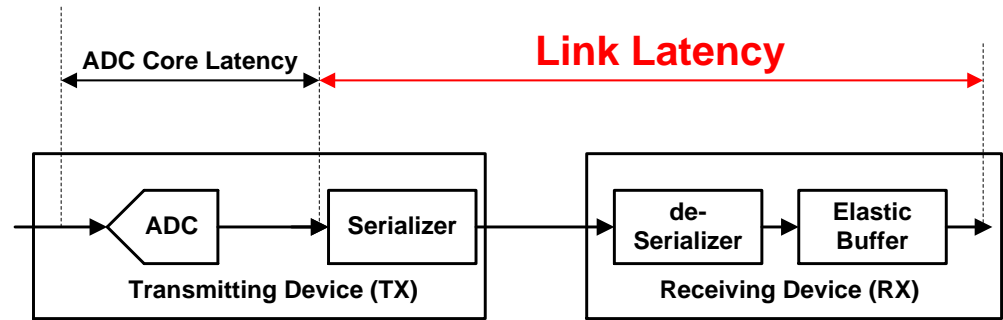 ADC Core Latency
Link Latency
ADC
Serializer
de-
Serializer
Elastic
Buffer
Transmitting Device (TX)
Receiving Device (RX)